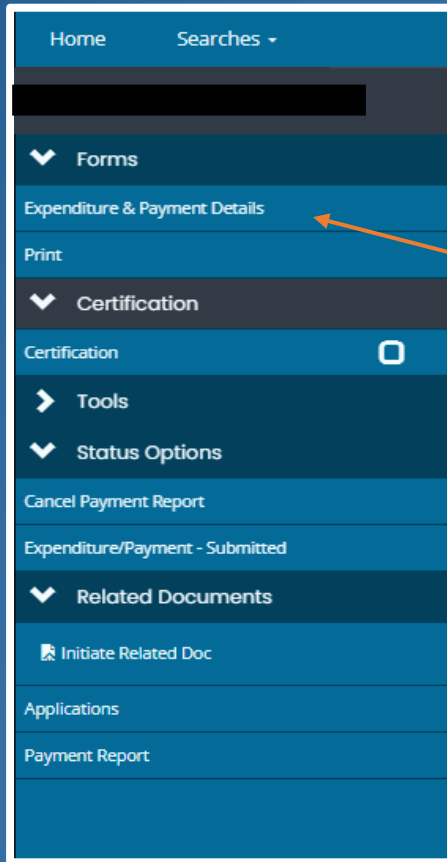 Home Searches
Forms
Expenditure & Payment Details
Print
Certification
Certification
Tools
Status Options
Cancel Payment Report
Expenditure/Payment - Submitted
Related Documents
Initiate Related Doc
Applications
Payment Report